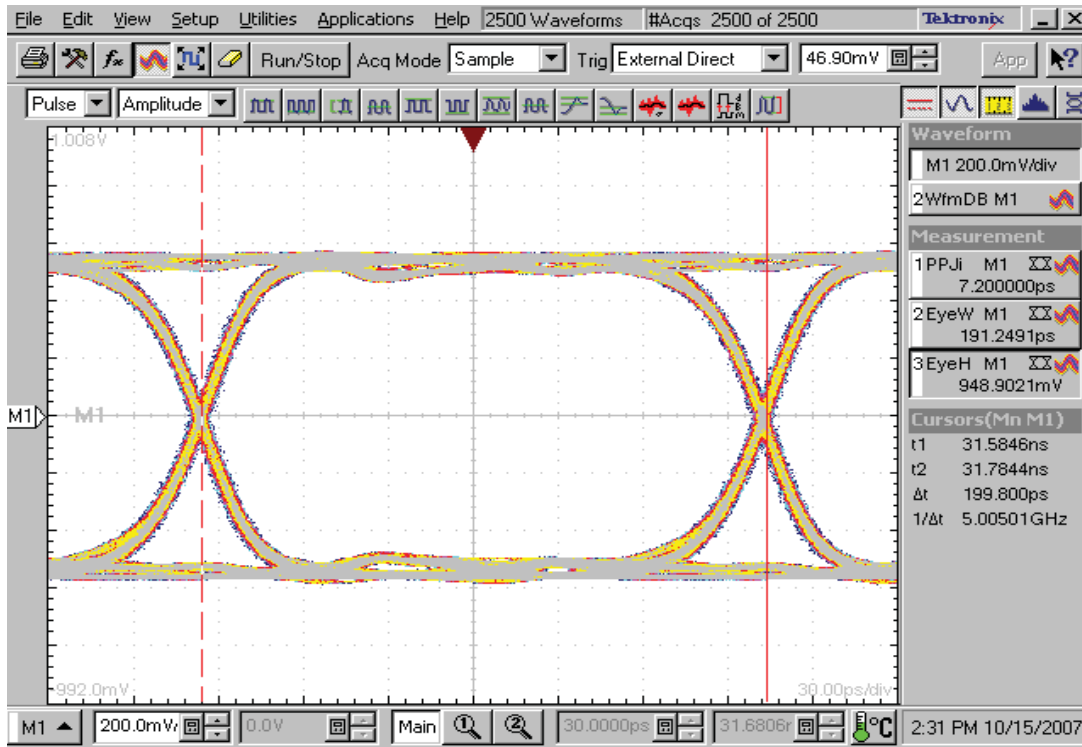 File Edit View Setup Utilities Applications Help 2500 Waveforms #Acqs 2500 of 2500 Tektronix
Run/Stop Acq Mode Sample Trig External Direct 46.90mV App
Pulse Amplitude
1.008V
Waveform
M1 200.0mV/div
2WfmDB M1
Measurement
1PPJi M1
7.200000ps
2EyeW M1
191.2491ps
3EyeH M1
948.9021mV
M1 M1
Cursors(Mn M1)
t1 31.5846ns
t2 31.7844ns
Δt 199.800ps
1/Δt 5.00501GHz
-992.0mV 30.00ps/div
M1 200.0mV/ 0.0V Main 1 2 30.0000ps 31.6806r °C 2:31 PM 10/15/2007